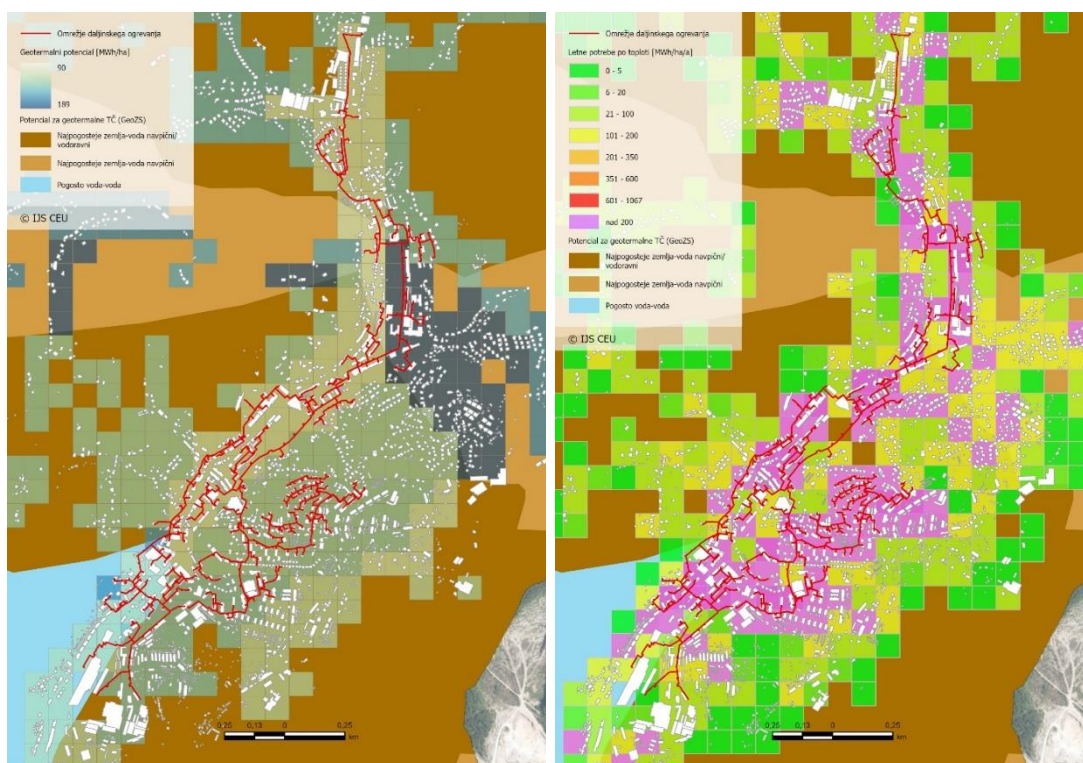 Omrežje daljinskega ogrevanja
Geotermalni potencial [MWh/ha]
90
189
Potencial za geotermalne TČ (GeoZS)
Najpogosteje zemlja-voda navpični/
vodoravni
Najpogosteje zemlja-voda navpični
Pogosto voda-voda
© IJS CEU
0,25 0,13 0 0,25
km
Omrežje daljinskega ogrevanja
Letne potrebe po toploti [MWh/ha/a]
0 - 5
6 - 20
21 - 100
101 - 200
201 - 350
351 - 600
601 - 1067
nad 200
Potencial za geotermalne TČ (GeoZS)
Najpogosteje zemlja-voda navpični/
vodoravni
Najpogosteje zemlja-voda navpični
Pogosto voda-voda
© IJS CEU
0,25 0,13 0 0,25
km